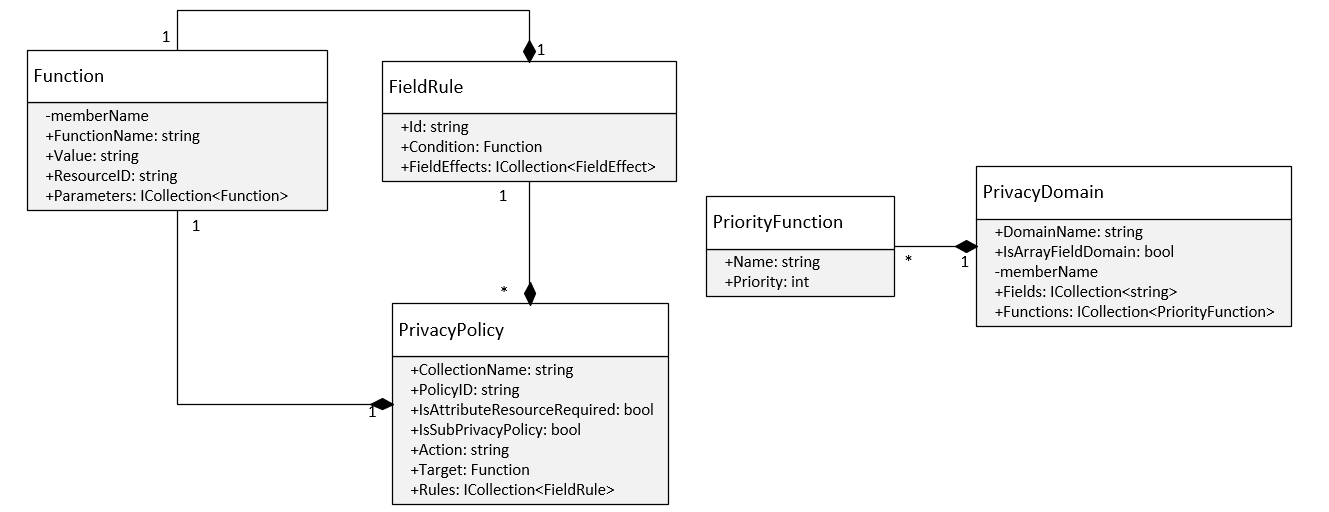 1
1
Function
-memberName
+FunctionName: string
+Value: string
+ResourceID: string
+Parameters: ICollection<Function>
1
FieldRule
+Id: string
+Condition: Function
+FieldEffects: ICollection<FieldEffect>
1
*
PrivacyPolicy
+CollectionName: string
+PolicyID: string
+IsAttributeResourceRequired: bool
+IsSubPrivacyPolicy: bool
+Action: string
+Target: Function
+Rules: ICollection<FieldRule>
1
PriorityFunction
+Name: string
+Priority: int
*
1
PrivacyDomain
+DomainName: string
+IsArrayFieldDomain: bool
-memberName
+Fields: ICollection<string>
+Functions: ICollection<PriorityFunction>